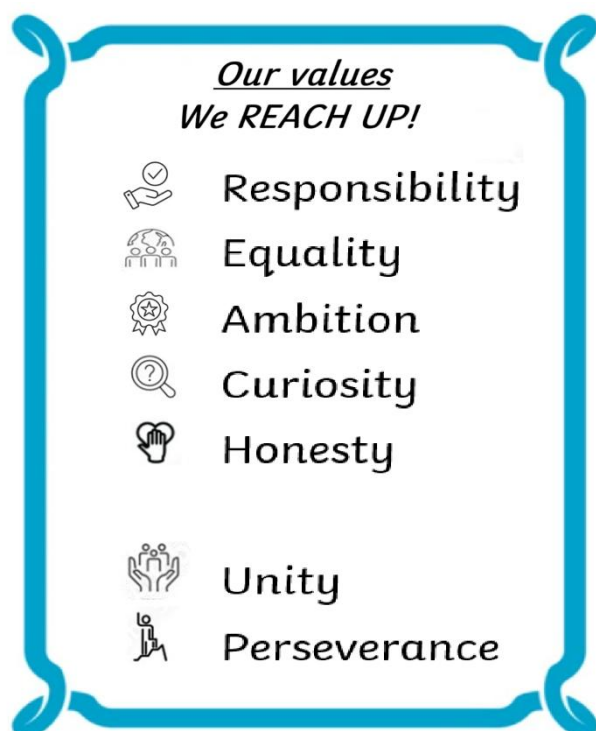 Our values
We REACH UP!
Responsibility
Equality
Ambition
Curiosity
Honesty
Unity
Perseverance